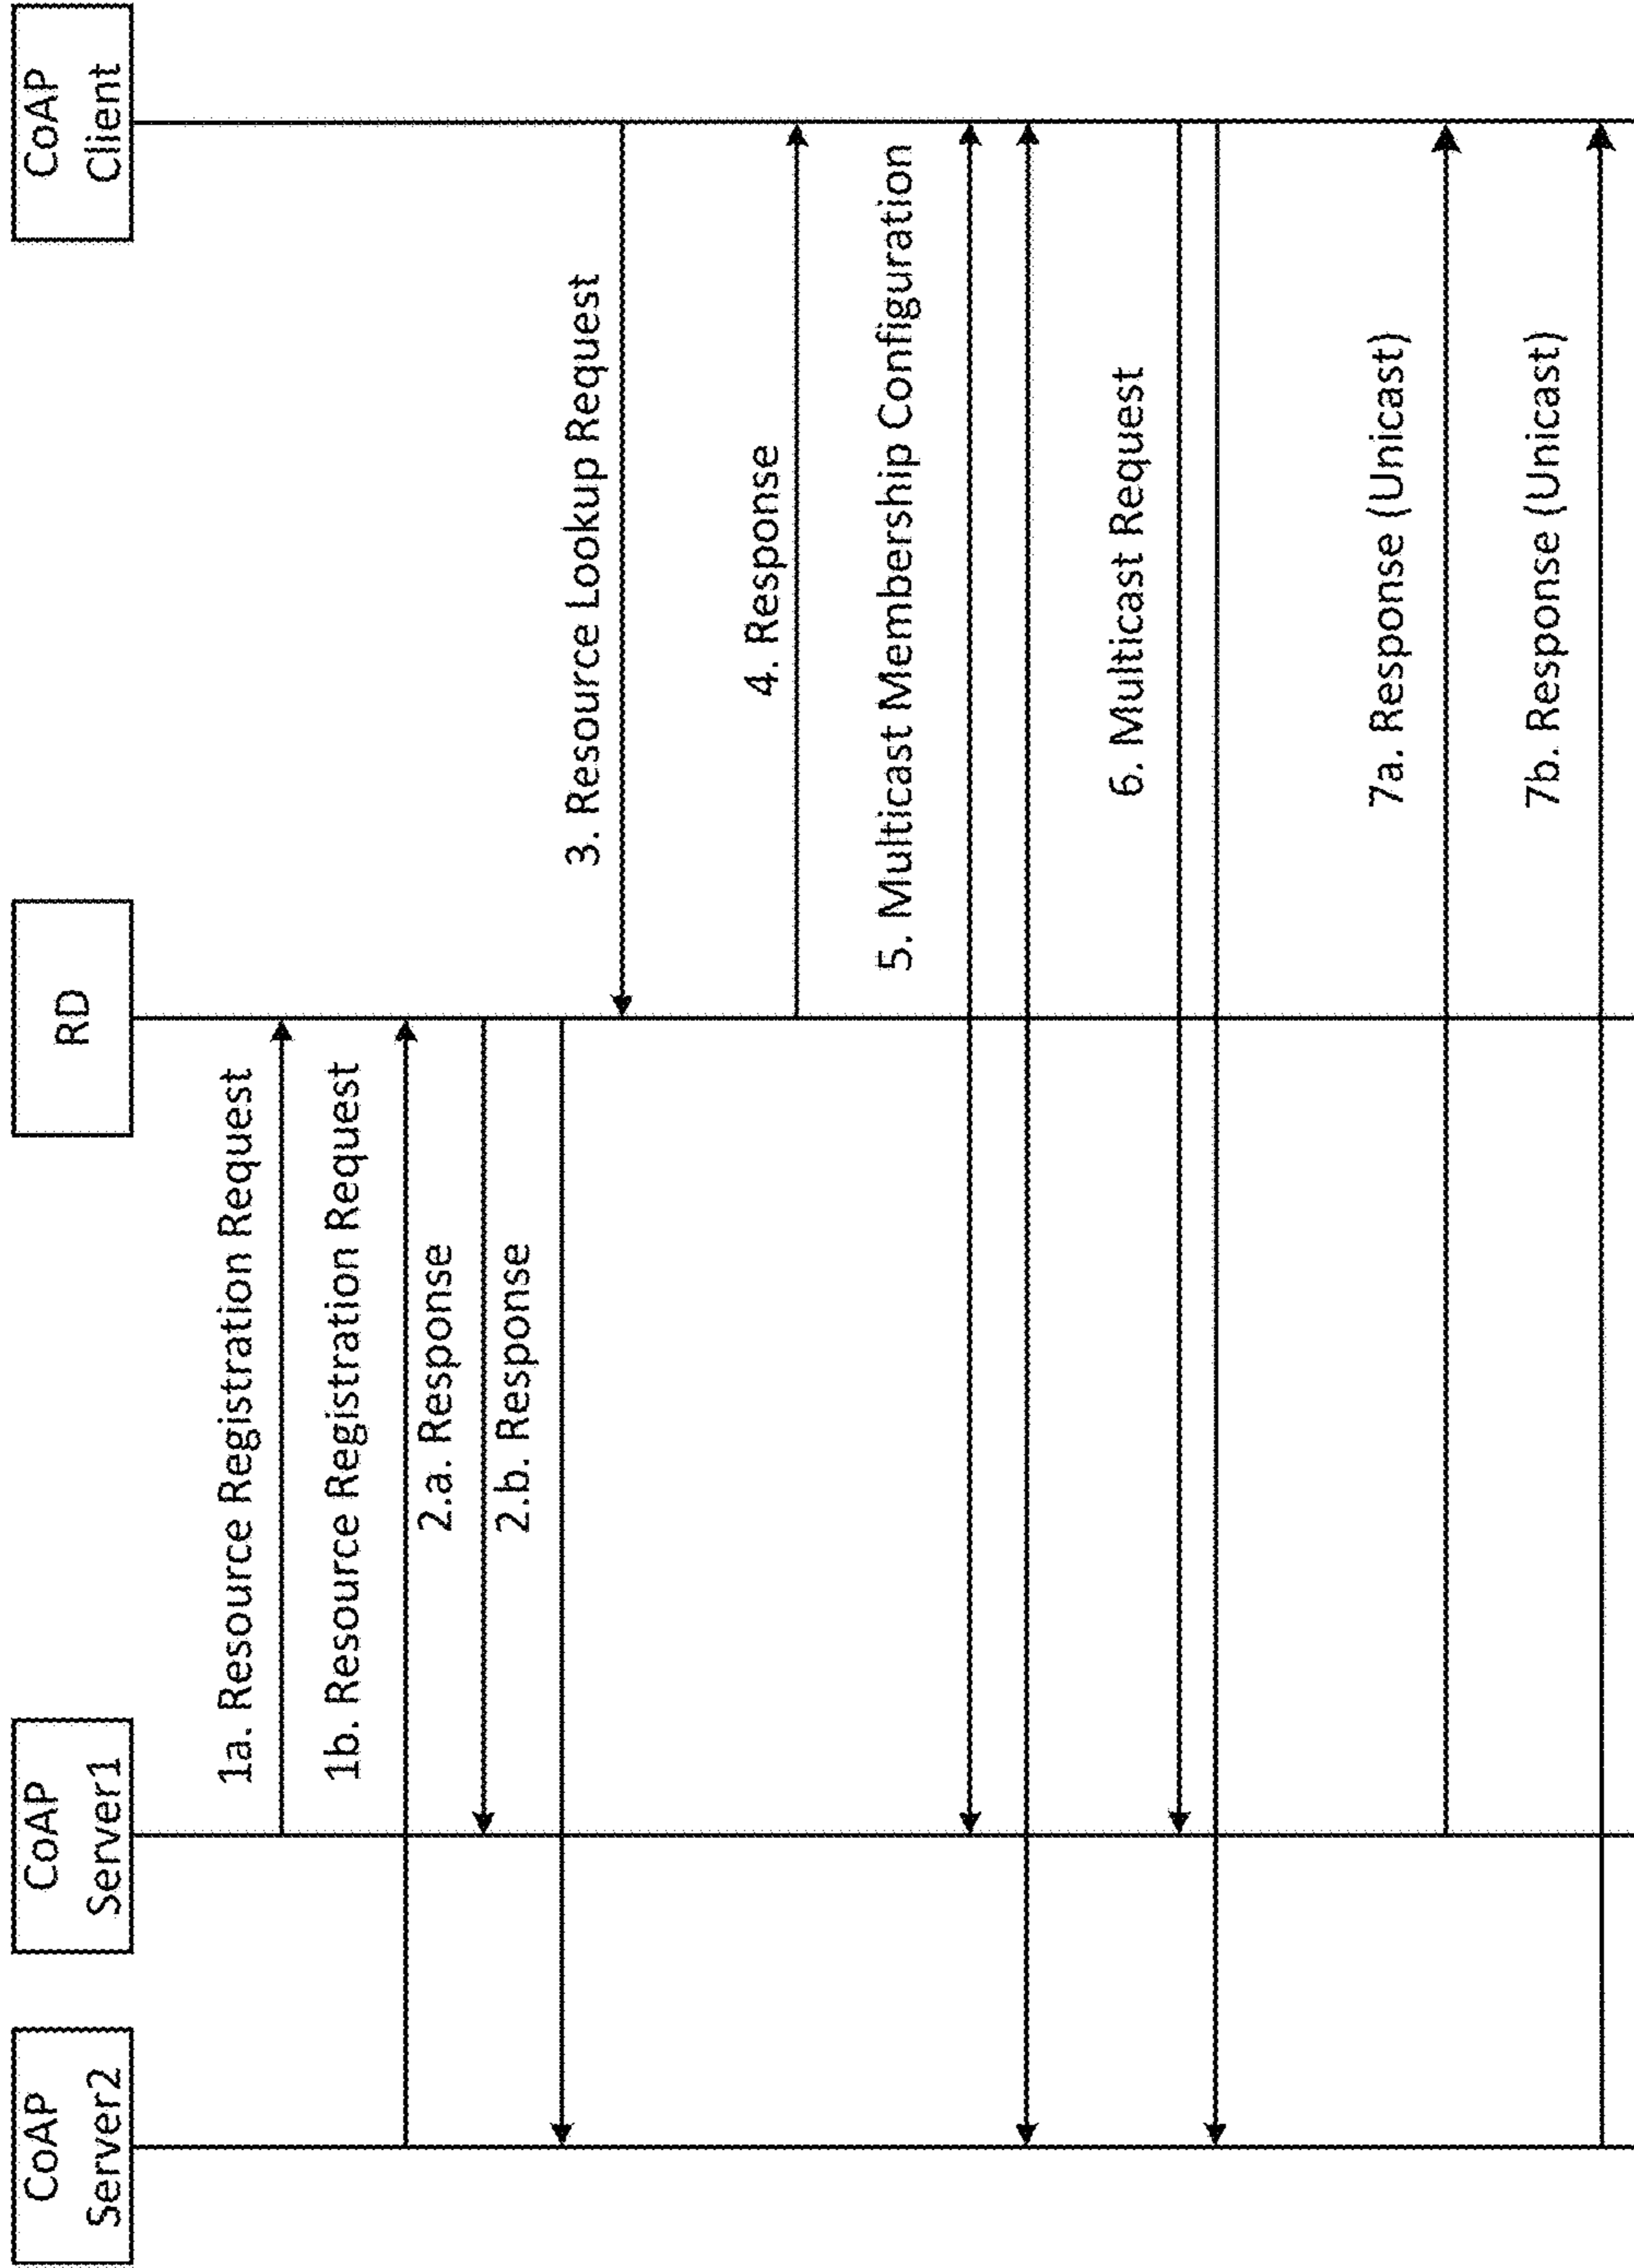 CoAP
Server2
CoAP
Server1
RD
CoAP
Client
1a. Resource Registration Request
1b. Resource Registration Request
2.a. Response
2.b. Response
3. Resource Lookup Request
4. Response
5. Multicast Membership Configuration
6. Multicast Request
7a. Response (Unicast)
7b. Response (Unicast)